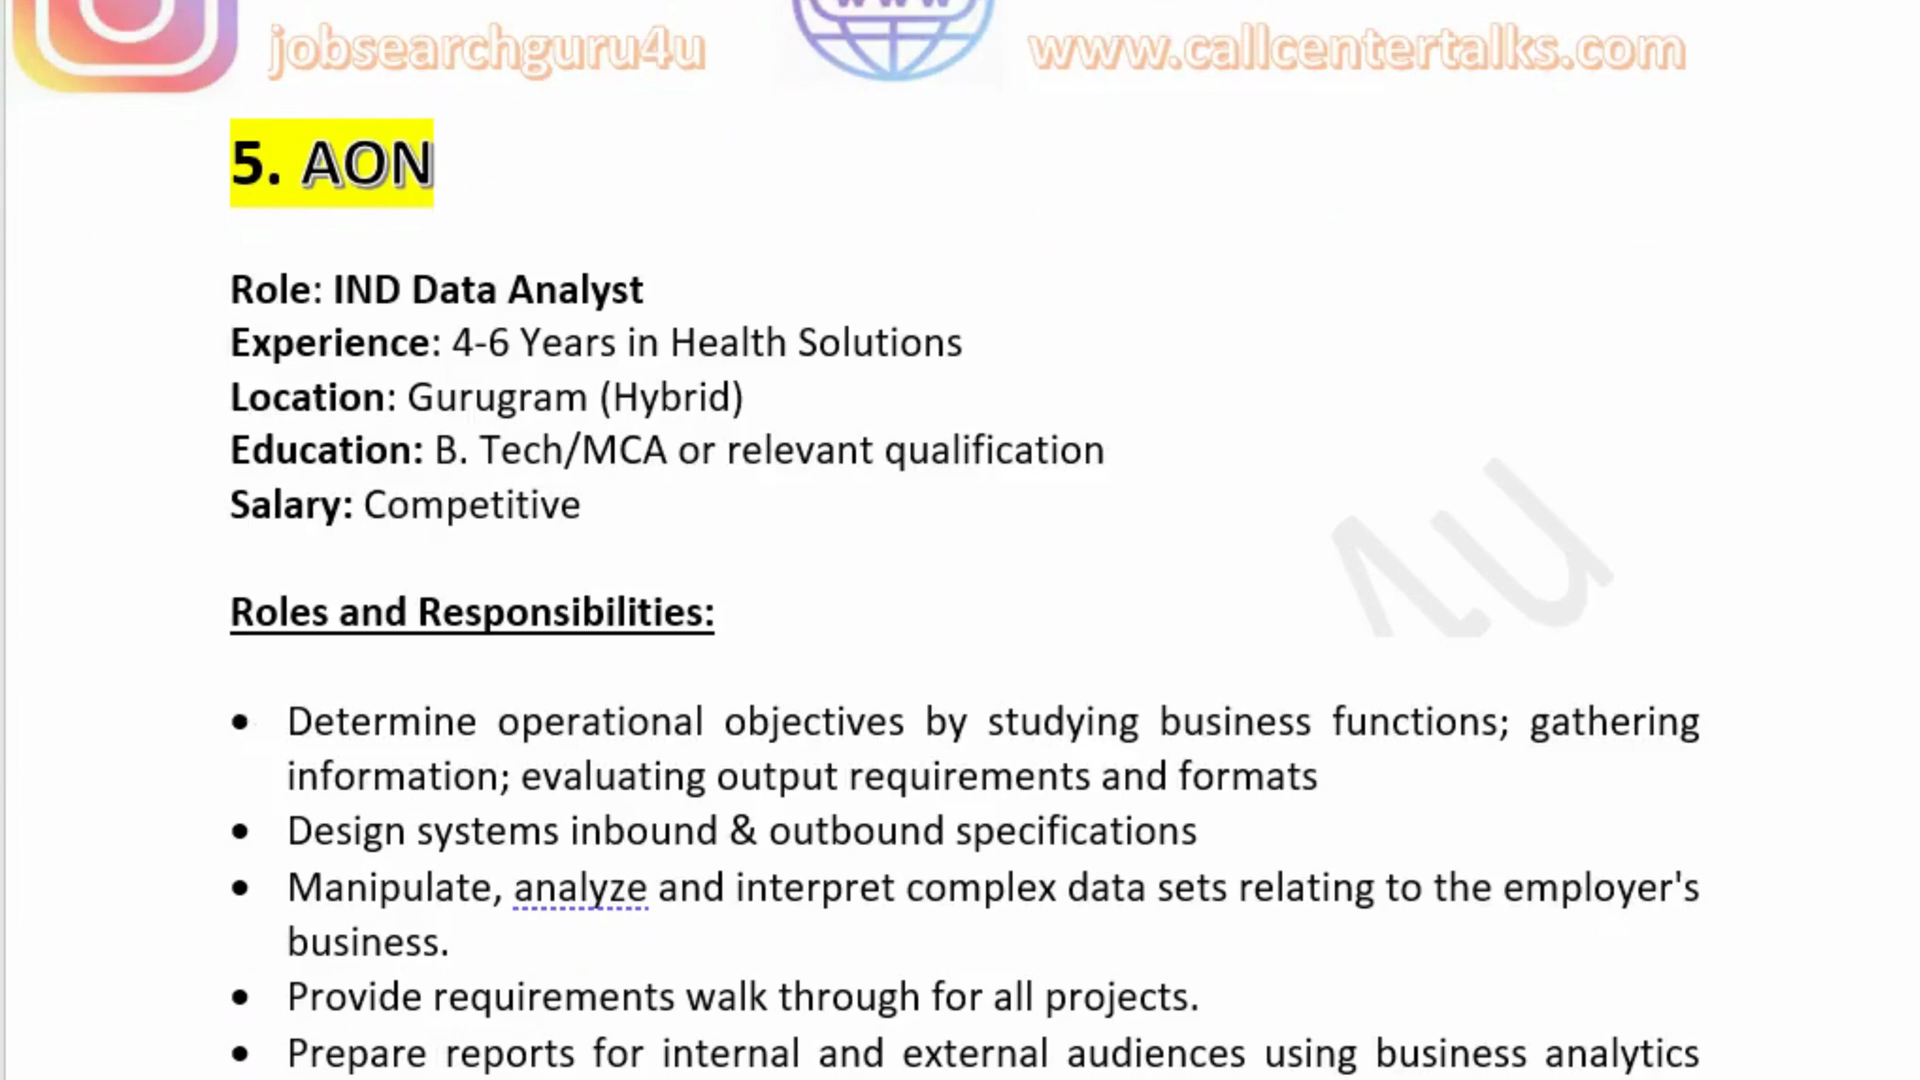 jobsearchguru4u
WWW
www.callcentertalks.com
5. AON
Role: IND Data Analyst
Experience: 4-6 Years in Health Solutions
Location: Gurugram (Hybrid)
Education: B. Tech/MCA or relevant qualification
Salary: Competitive
4u
Roles and Responsibilities:
• Determine operational objectives by studying business functions; gathering
information; evaluating output requirements and formats
• Design systems inbound & outbound specifications
• Manipulate, analyze and interpret complex data sets relating to the employer's
business.
• Provide requirements walk through for all projects.
• Prepare reports for internal and external audiences using business analytics